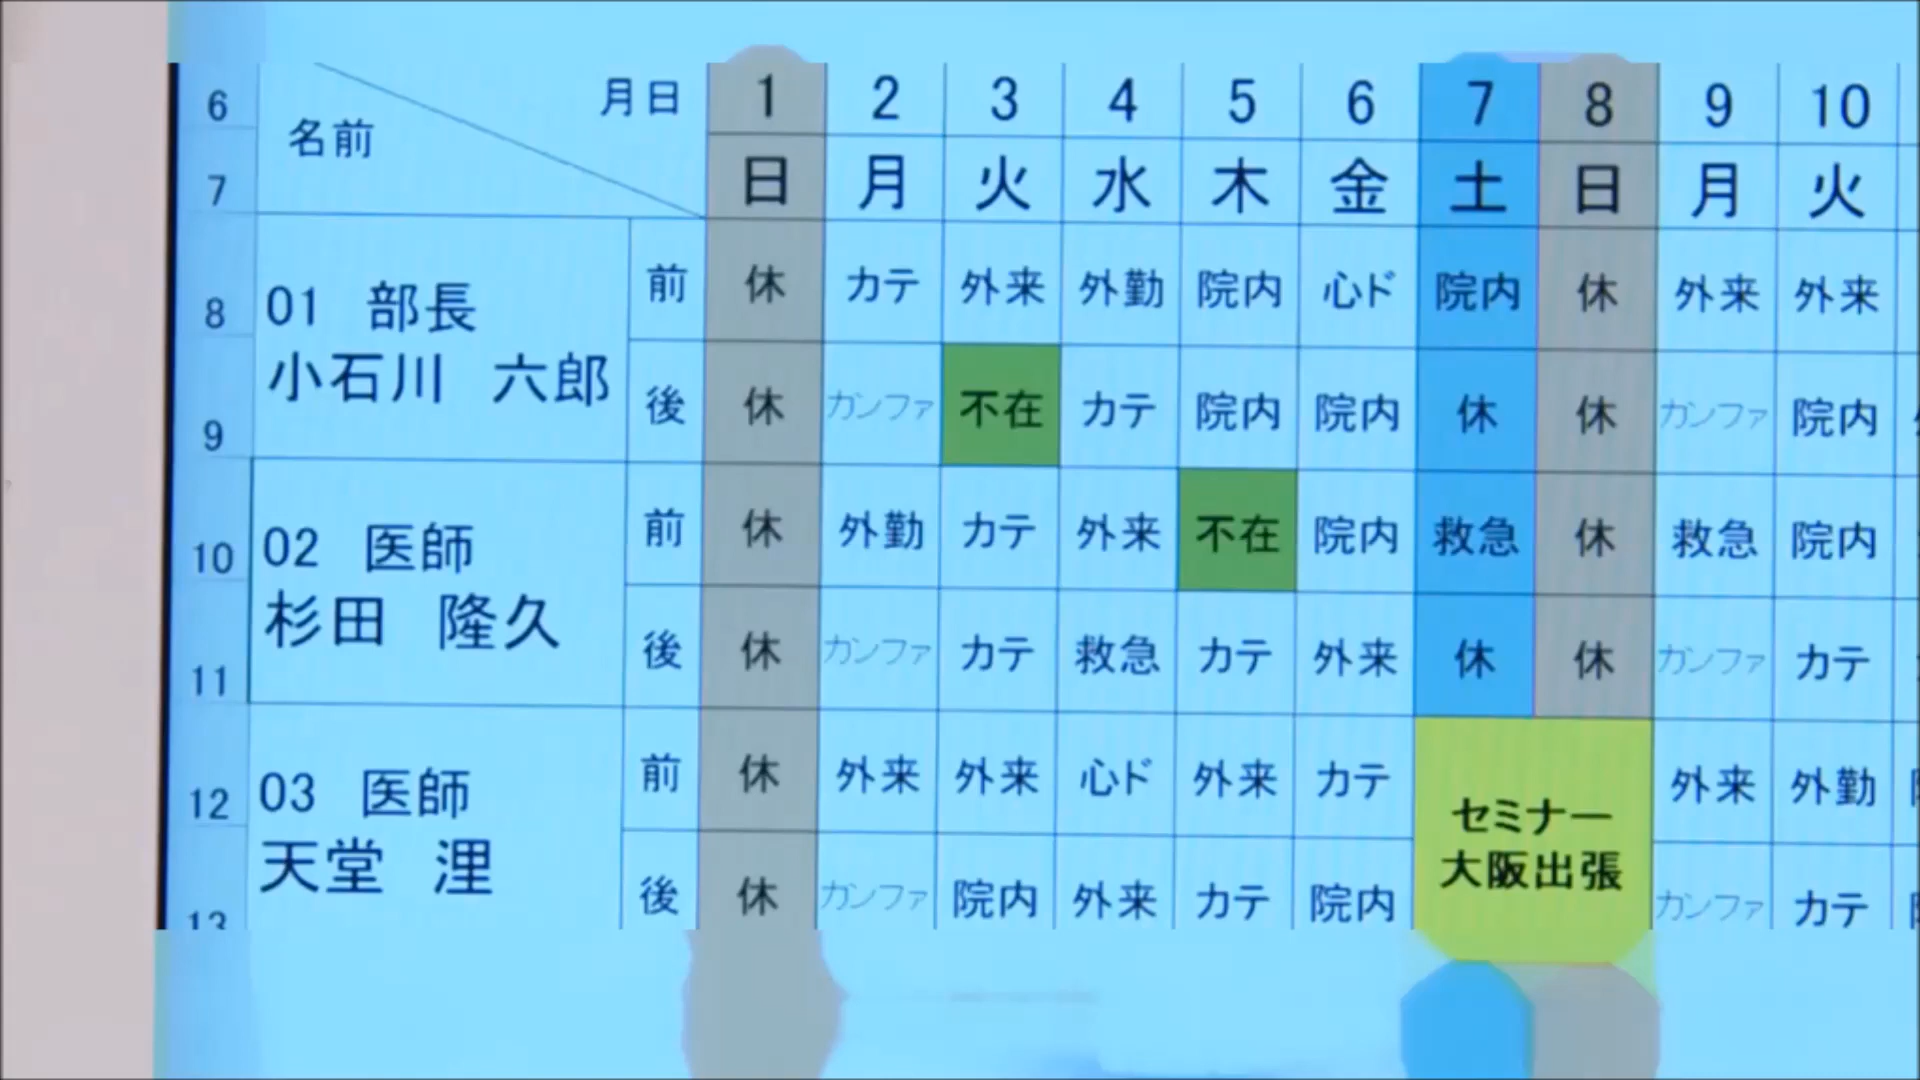 6 月日 1 2 3 4 5 6 7 8 9 10
名前
7 日 月 火 水 木 金 土 日 月 火
8 01 部長 前 休 カテ 外来 外勤 院内 心ド 院内 休 外来 外来
小石川 六郎
9 後 休 カンファ 不在 カテ 院内 院内 休 休 カンファ 院内
10 02 医師 前 休 外勤 カテ 外来 不在 院内 救急 休 救急 院内
杉田 隆久
11 後 休 カンファ カテ 救急 カテ 外来 休 休 カンファ カテ
12 03 医師 前 休 外来 外来 心ド 外来 カテ セミナー 外来 外勤
天堂 浬 大阪出張
13 後 休 カンファ 院内 外来 カテ 院内 カンファ カテ